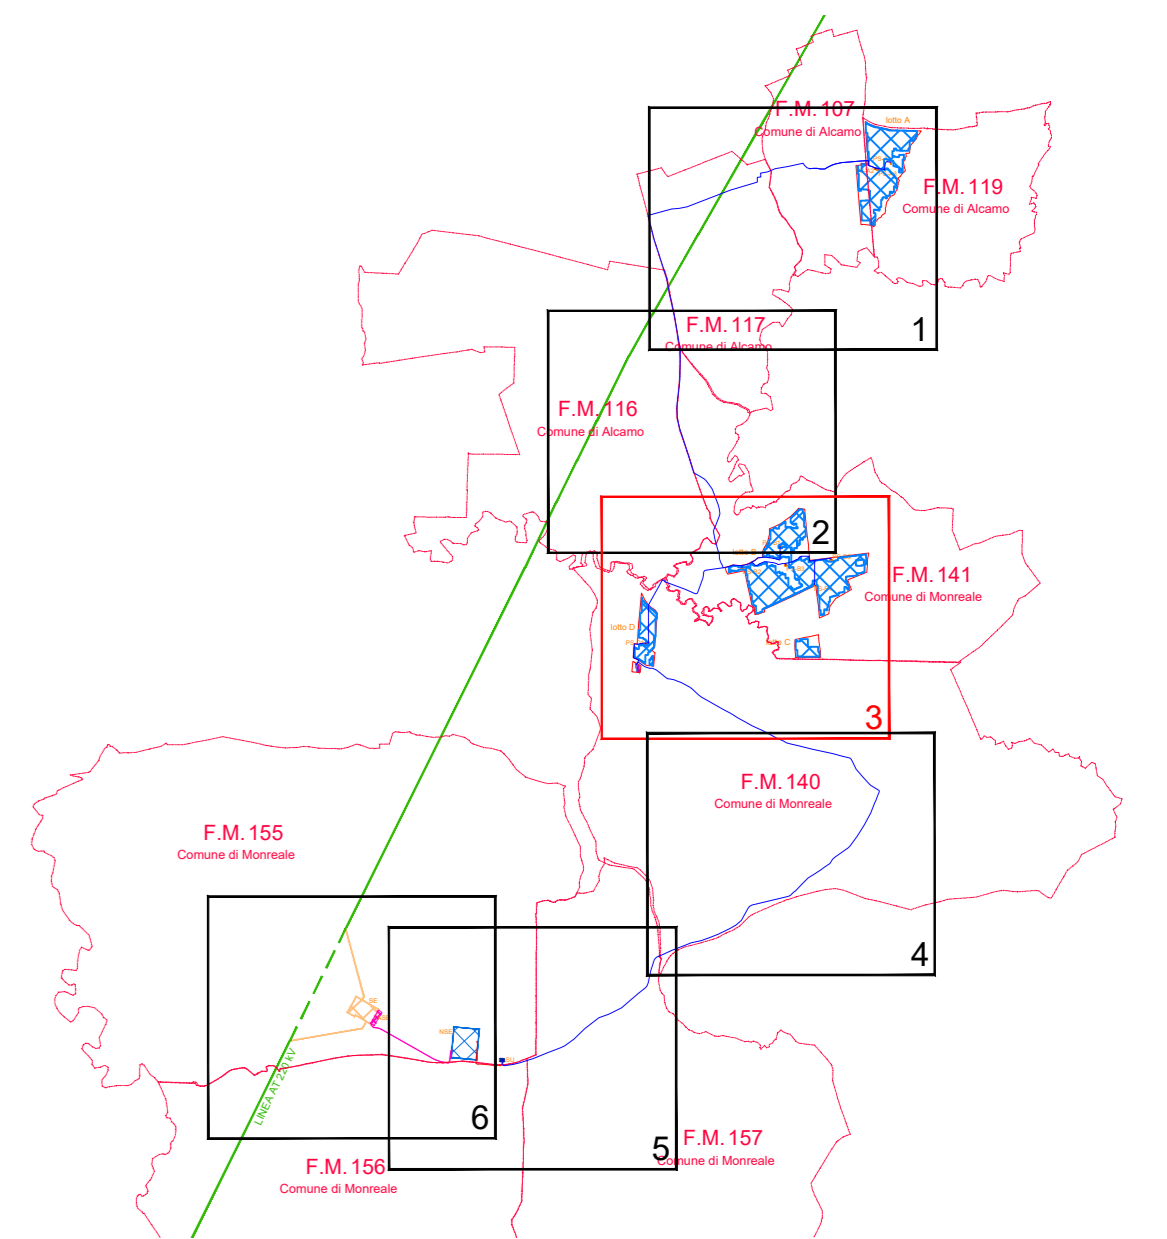 F.M. 107
Comune di Alcamo
lotto A
F.M. 119
Comune di Alcamo
1
F.M. 117
Comune di Alcamo
F.M. 116
Comune di Alcamo
2
F.M. 141
Comune di Monreale
lotto D
lotto C
3
F.M. 140
Comune di Monreale
F.M. 155
Comune di Monreale
4
SE
NSE
LINEA AT 220 kV
6
5
F.M. 157
Comune di Monreale
F.M. 156
Comune di Monreale